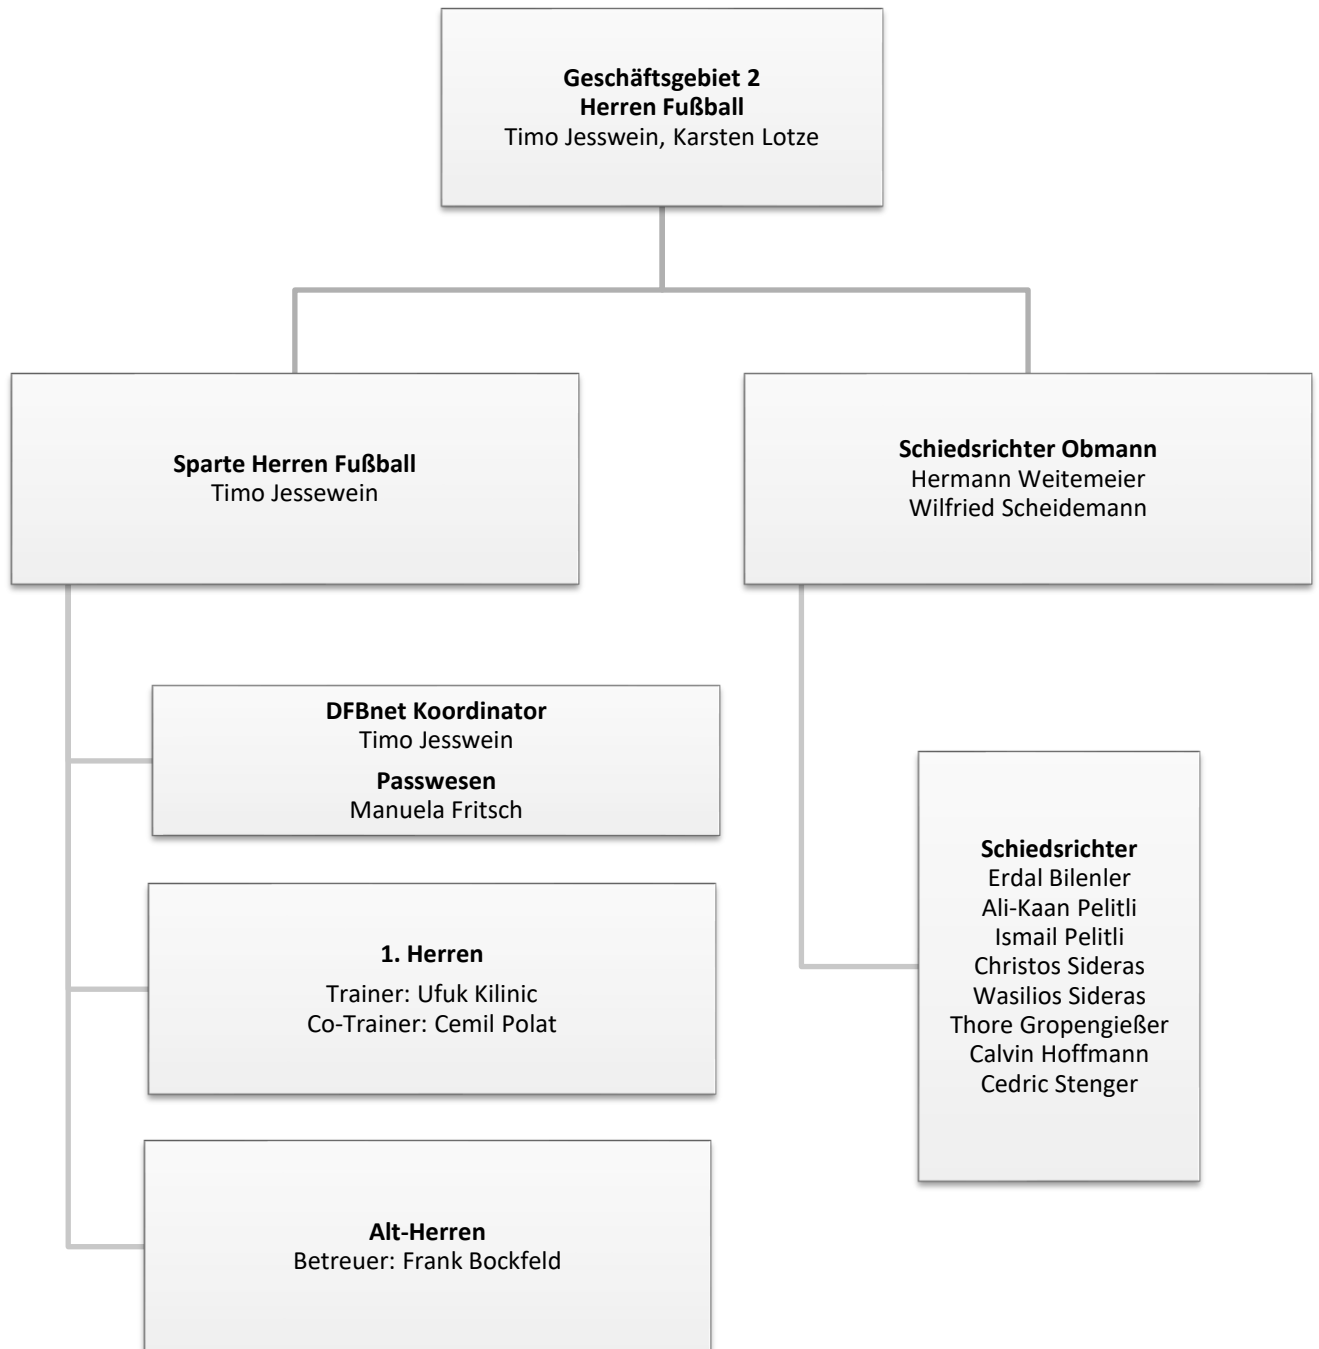 Geschäftsgebiet 2
Herren Fußball
Timo Jesswein, Karsten Lotze
Sparte Herren Fußball
Timo Jessewein
Schiedsrichter Obmann
Hermann Weitemeier
Wilfried Scheidemann
DFBnet Koordinator
Timo Jesswein
Passwesen
Manuela Fritsch
1. Herren
Trainer: Ufuk Kilinic
Co-Trainer: Cemil Polat
Alt-Herren
Betreuer: Frank Bockfeld
Schiedsrichter
Erdal Bilenler
Ali-Kaan Pelitli
Ismail Pelitli
Christos Sideras
Wasilios Sideras
Thore Gropengießer
Calvin Hoffmann
Cedric Stenger